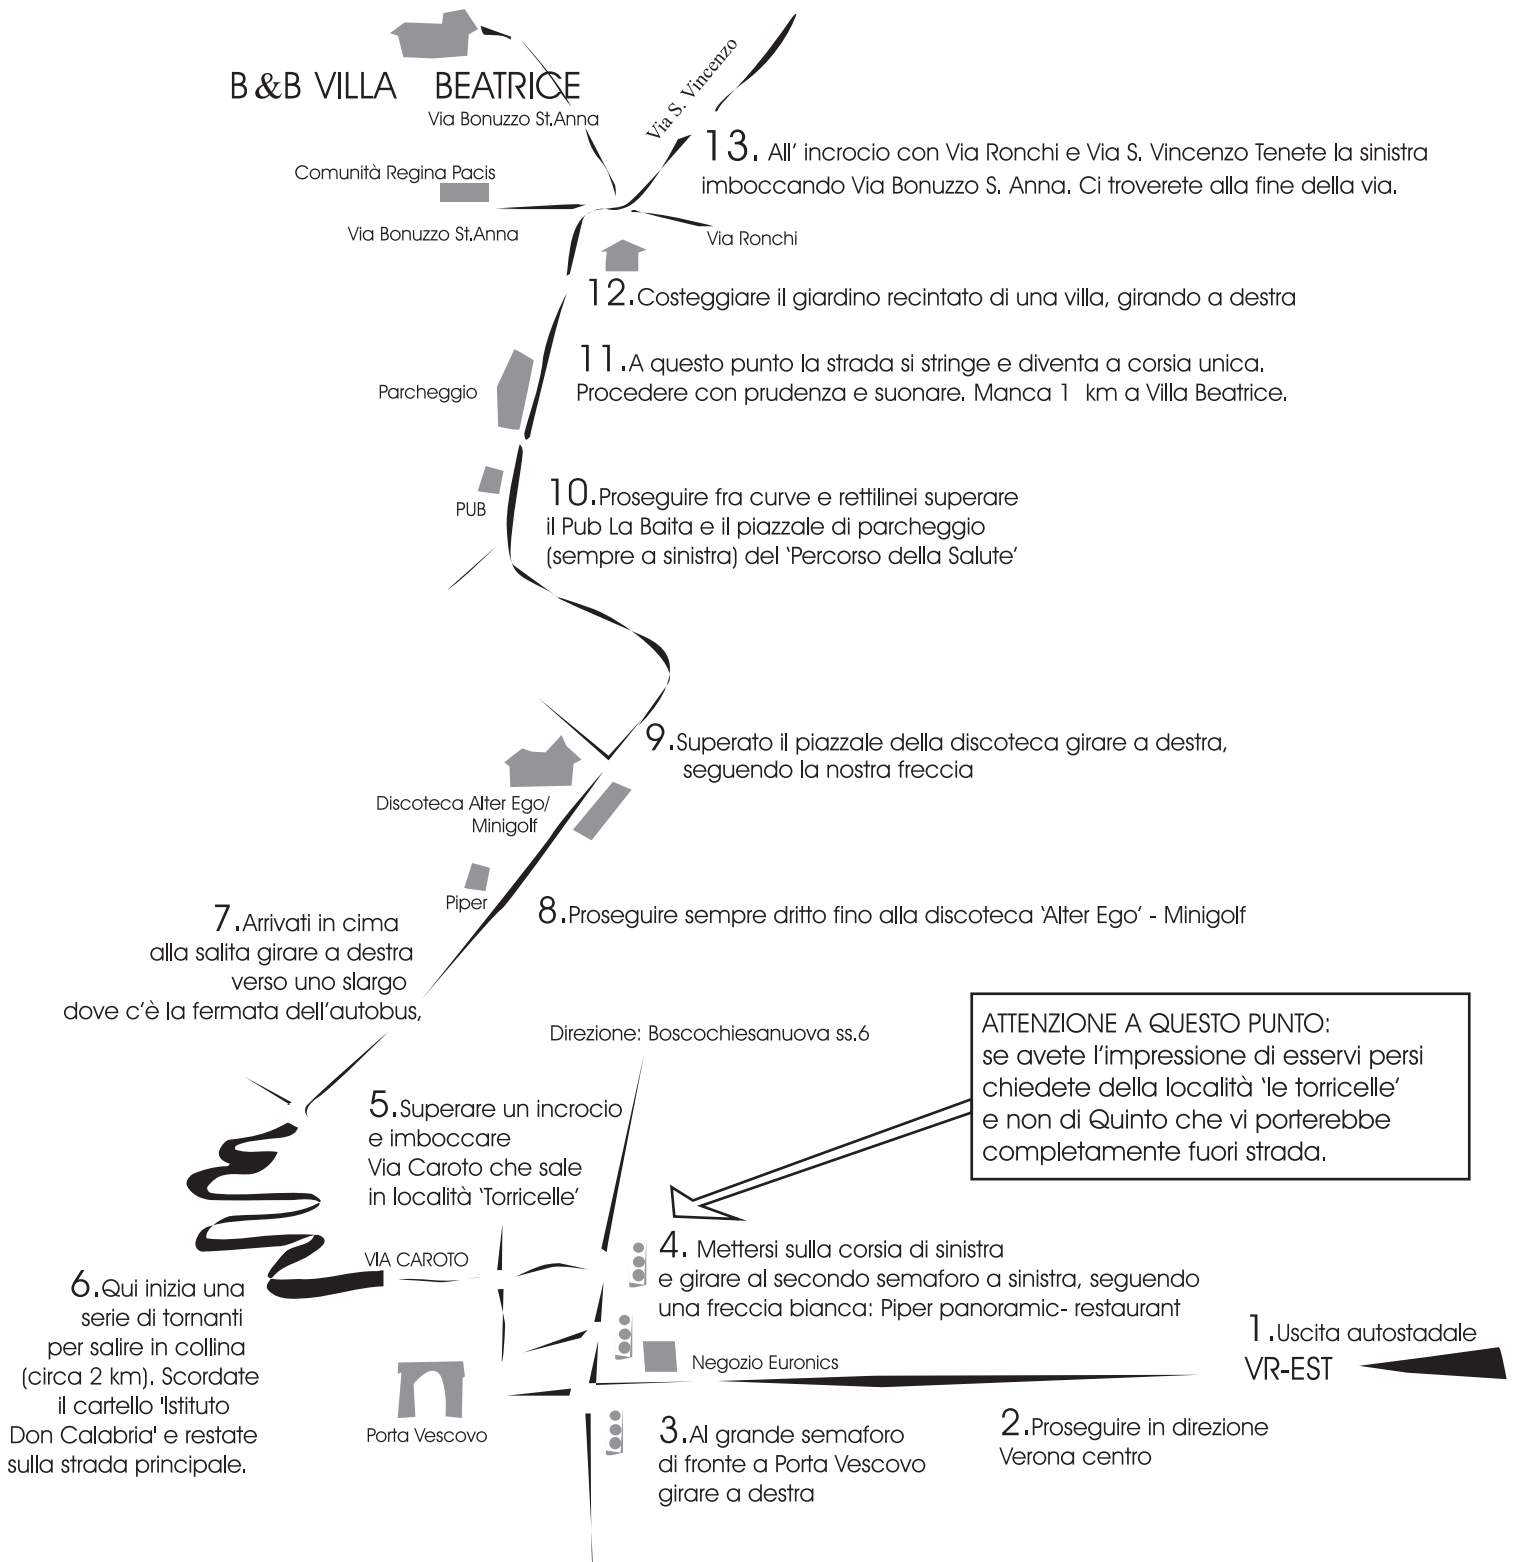 B&B VILLA BEATRICE
Via Bonuzzo St.Anna
Via S. Vincenzo
13. All' incrocio con Via Ronchi e Via S. Vincenzo Tenete la sinistra
imboccando Via Bonuzzo S. Anna. Ci troverete alla fine della via.
Comunità Regina Pacis
Via Bonuzzo St.Anna
Via Ronchi
12.Costeggiare il giardino recintato di una villa, girando a destra
11.A questo punto la strada si stringe e diventa a corsia unica.
Procedere con prudenza e suonare. Manca 1 km a Villa Beatrice.
Parcheggio
PUB
10.Proseguire fra curve e rettilinei superare
il Pub La Baita e il piazzale di parcheggio
(sempre a sinistra) del 'Percorso della Salute'
9.Superato il piazzale della discoteca girare a destra,
seguendo la nostra freccia
Discoteca Alter Ego/
Minigolf
Piper
8.Proseguire sempre dritto fino alla discoteca 'Alter Ego' - Minigolf
7.Arrivati in cima
alla salita girare a destra
verso uno slargo
dove c'è la fermata dell'autobus,
Direzione: Boscochiesanuova ss.6
ATTENZIONE A QUESTO PUNTO:
se avete l'impressione di esservi persi
chiedete della località 'le torricelle'
e non di Quinto che vi porterebbe
completamente fuori strada.
5.Superare un incrocio
e imboccare
Via Caroto che sale
in località 'Torricelle'
VIA CAROTO
4. Mettersi sulla corsia di sinistra
e girare al secondo semaforo a sinistra, seguendo
una freccia bianca: Piper panoramic- restaurant
6.Qui inizia una
serie di tornanti
per salire in collina
(circa 2 km). Scordate
il cartello 'Istituto
Don Calabria' e restate
sulla strada principale.
1.Uscita autostadale
VR-EST
Negozio Euronics
Porta Vescovo
3.Al grande semaforo
di fronte a Porta Vescovo
girare a destra
2.Proseguire in direzione
Verona centro